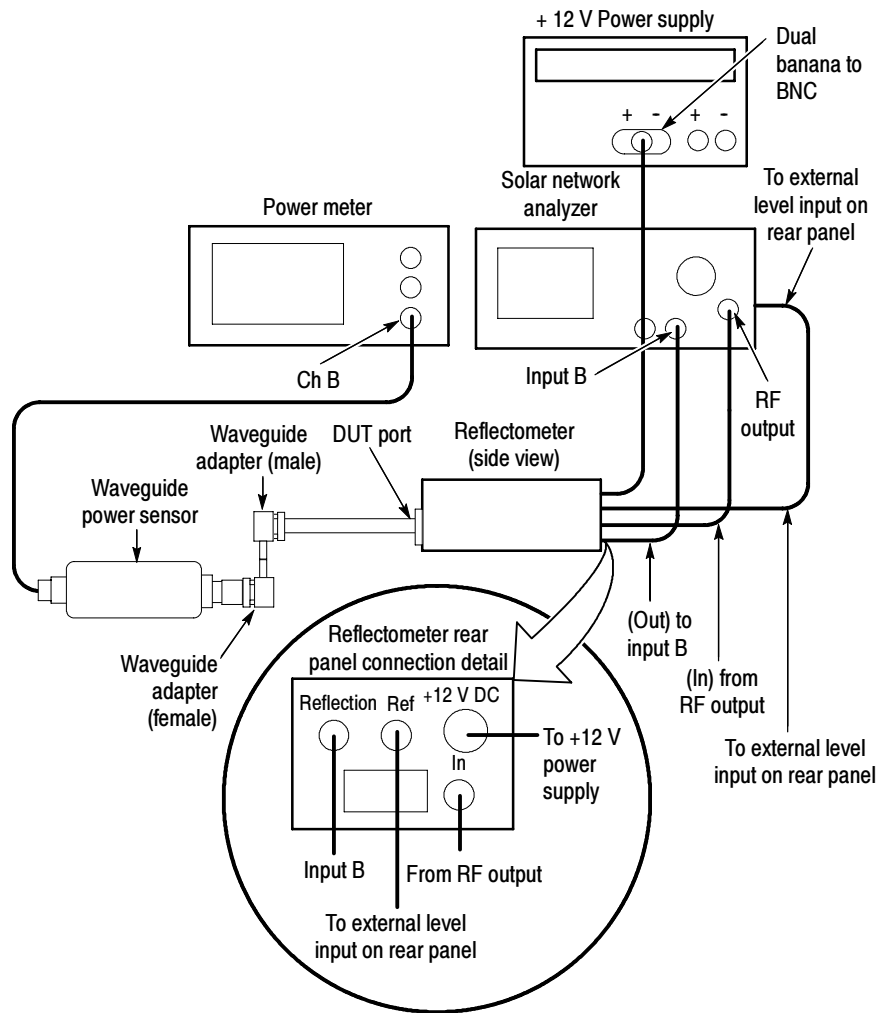 + 12 V Power supply
Dual
banana to
BNC
+ - + -
Solar network
analyzer
To external
level input on
rear panel
Power meter
Ch B
Input B
RF
output
Waveguide
adapter (male)
DUT port
Reflectometer
(side view)
Waveguide
power sensor
Waveguide
adapter
(female)
(Out) to
input B
(In) from
RF output
To external level
input on rear panel
Reflectometer rear
panel connection detail
Reflection Ref +12 V DC
In
To +12 V
power
supply
Input B
From RF output
To external level
input on rear panel